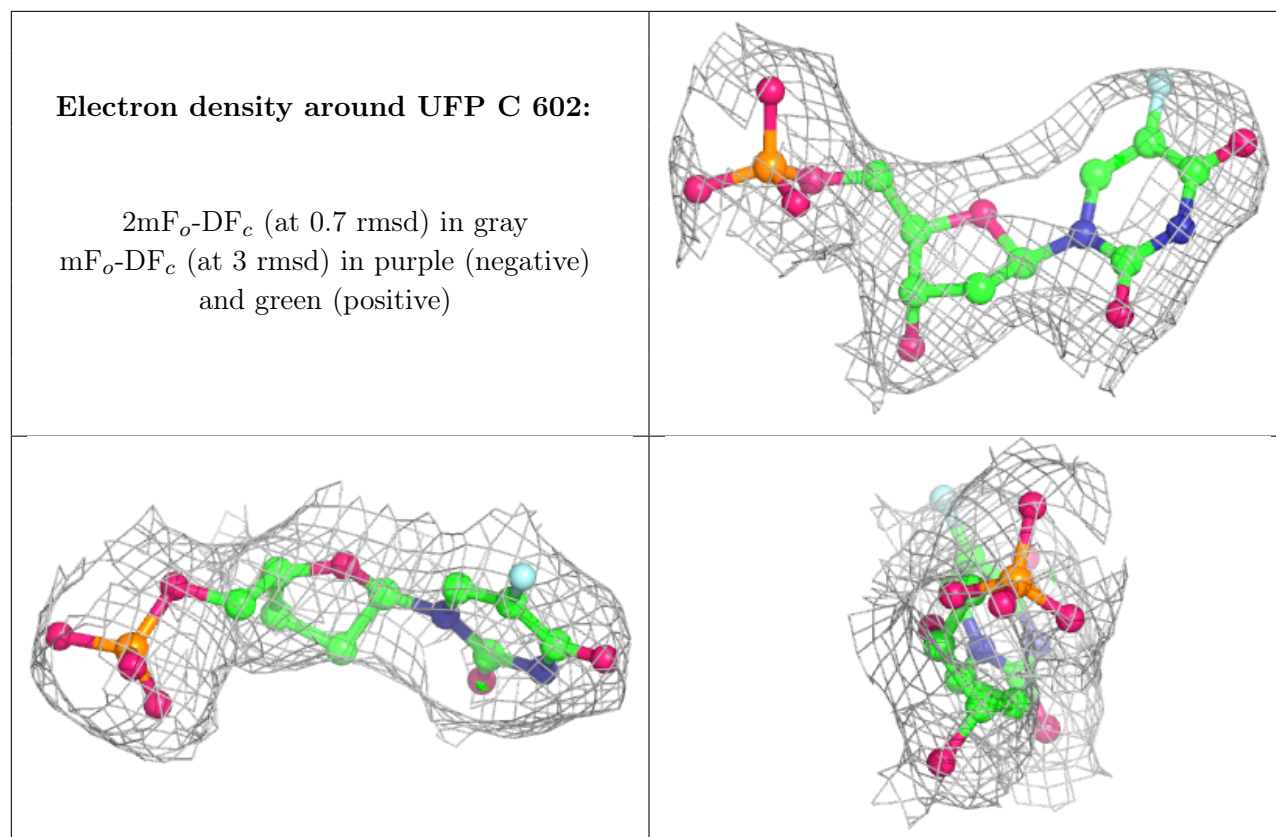 Electron density around UFP C 602:
2mFₒ-DF𝒸 (at 0.7 rmsd) in gray
mFₒ-DF𝒸 (at 3 rmsd) in purple (negative)
and green (positive)